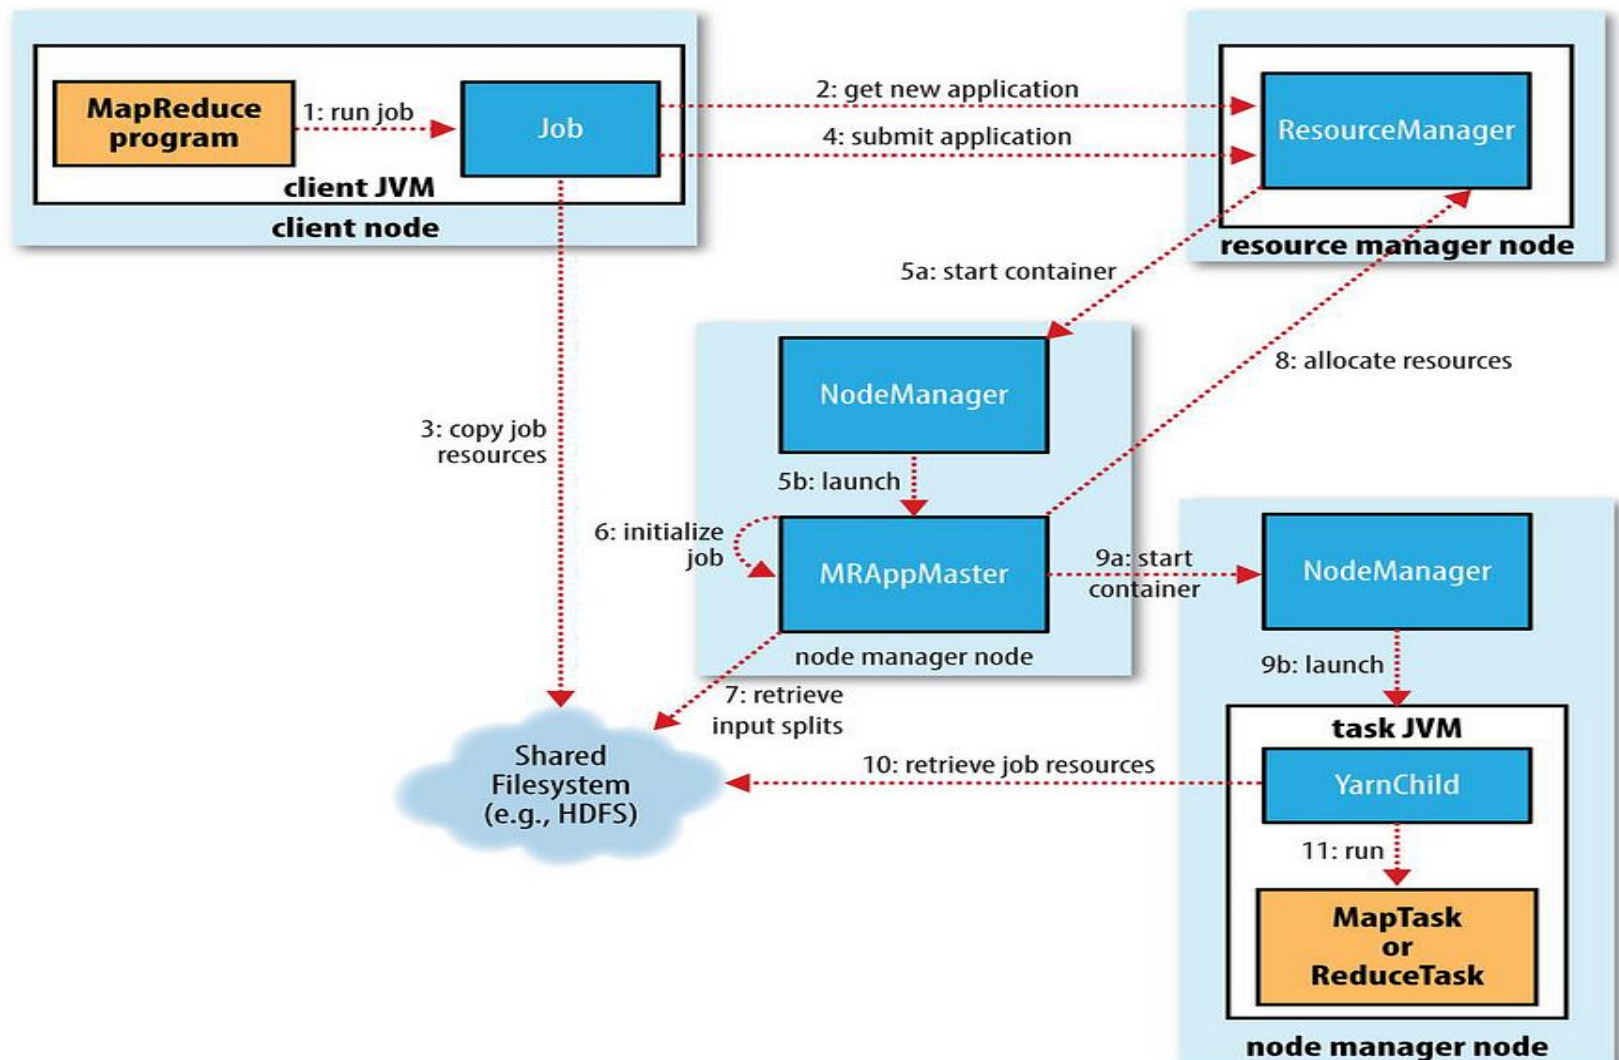 MapReduce
program
1: run job
Job
client JVM
client node
2: get new application
4: submit application
ResourceManager
resource manager node
5a: start container
8: allocate resources
3: copy job
resources
NodeManager
5b: launch
6: initialize
job
MRAppMaster
node manager node
9a: start
container
NodeManager
9b: launch
7: retrieve
input splits
Shared
Filesystem
(e.g., HDFS)
10: retrieve job resources
task JVM
YarnChild
11: run
MapTask
or
ReduceTask
node manager node